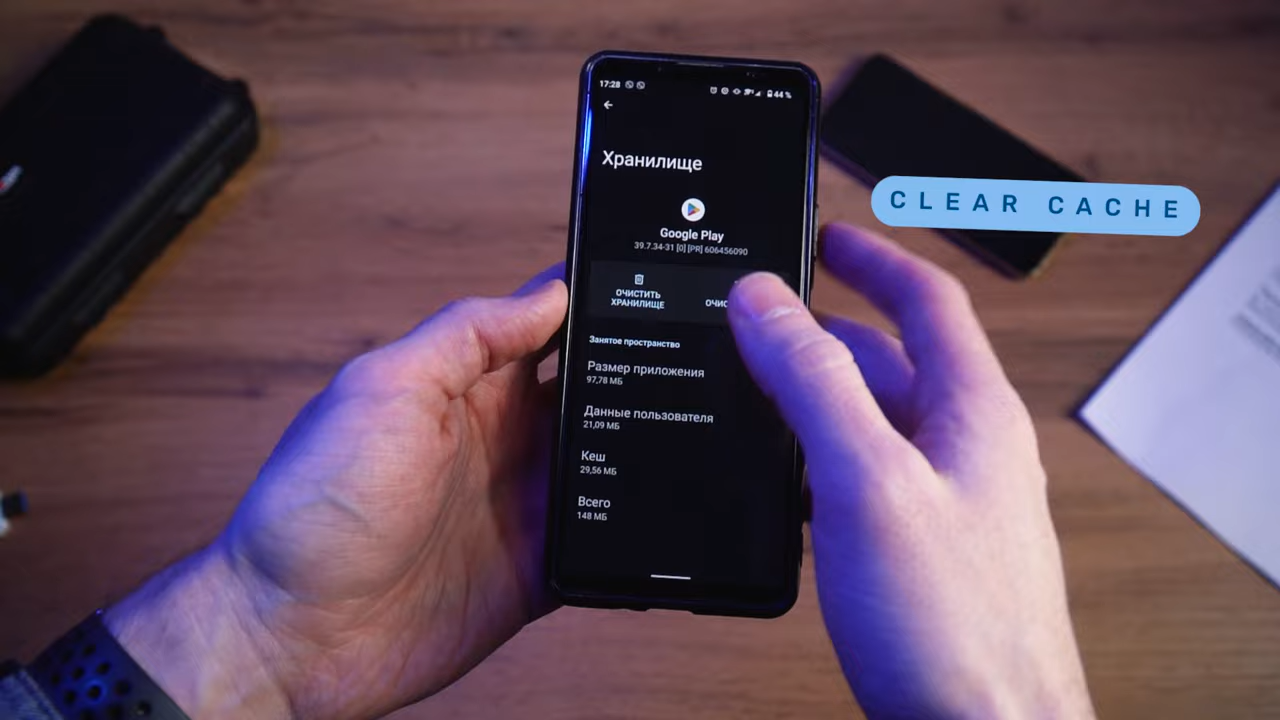 17:28
44 %
Хранилище
Google Play
39.7.34-31 [0] [PR] 606456090
ОЧИСТИТЬ
ХРАНИЛИЩЕ
Занятое пространство
Размер приложения
97,78 МБ
Данные пользователя
21,09 МБ
Кеш
29,56 МБ
Всего
148 МБ
CLEAR CACHE